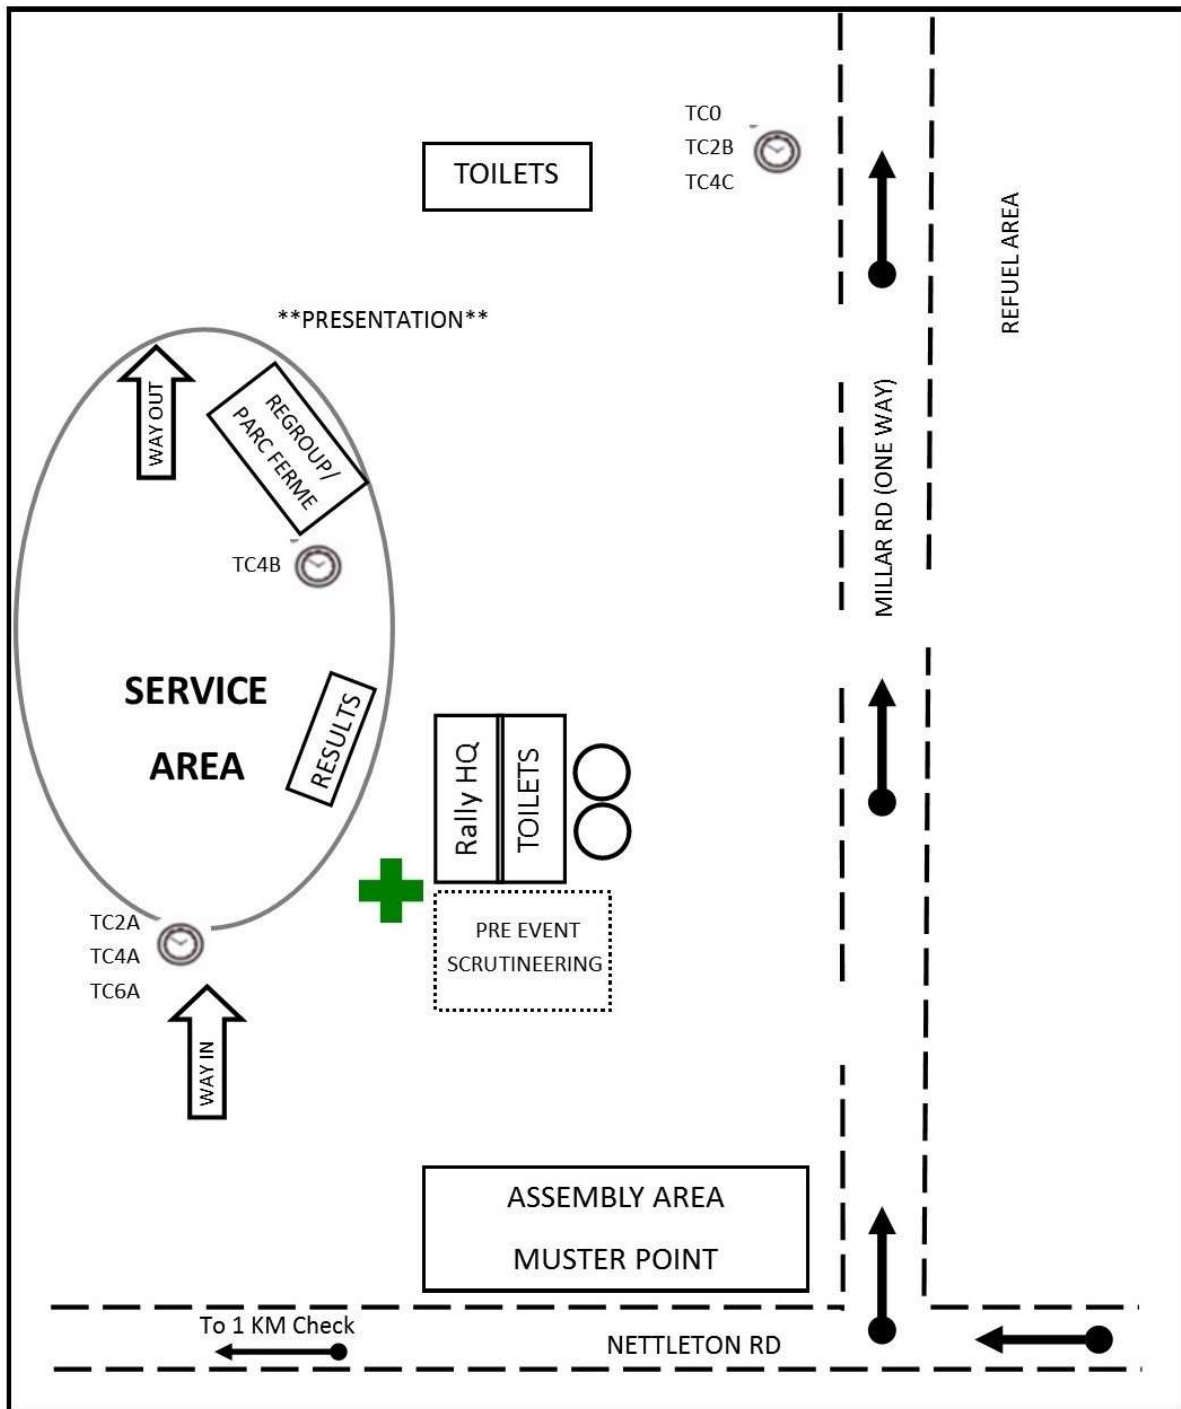 TC0
TC2B
TC4C
TOILETS
REFUEL AREA
**PRESENTATION**
WAY OUT
REGROUP/
PARC FERME
MILLAR RD (ONE WAY)
TC4B
SERVICE
AREA
RESULTS
Rally HQ
TOILETS
TC2A
TC4A
TC6A
PRE EVENT
SCRUTINEERING
WAY IN
ASSEMBLY AREA
MUSTER POINT
To 1 KM Check
NETTLETON RD